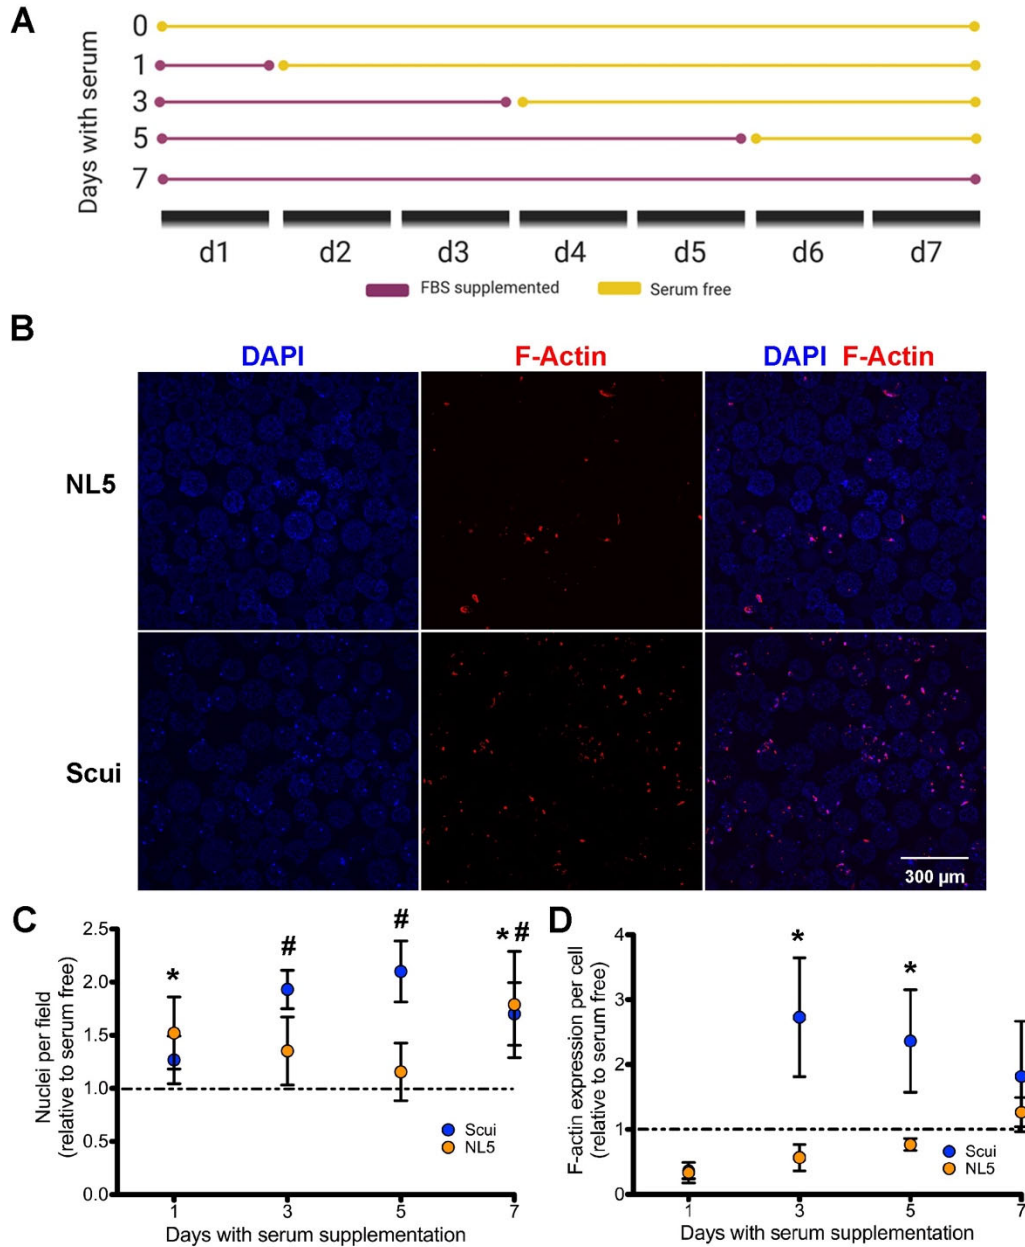 A
Days with serum
0
1
3
5
7
d1 d2 d3 d4 d5 d6 d7
FBS supplemented Serum free
B
DAPI F-Actin DAPI F-Actin
NL5
Scui
300 µm
C
Nuclei per field
(relative to serum free)
2.5
2.0
1.5
1.0
0.5
0.0
* # # * #
Scui
NL5
1 3 5 7
Days with serum supplementation
D
F-actin expression per cell
(relative to serum free)
4
3
2
1
0
* *
Scui
NL5
1 3 5 7
Days with serum supplementation